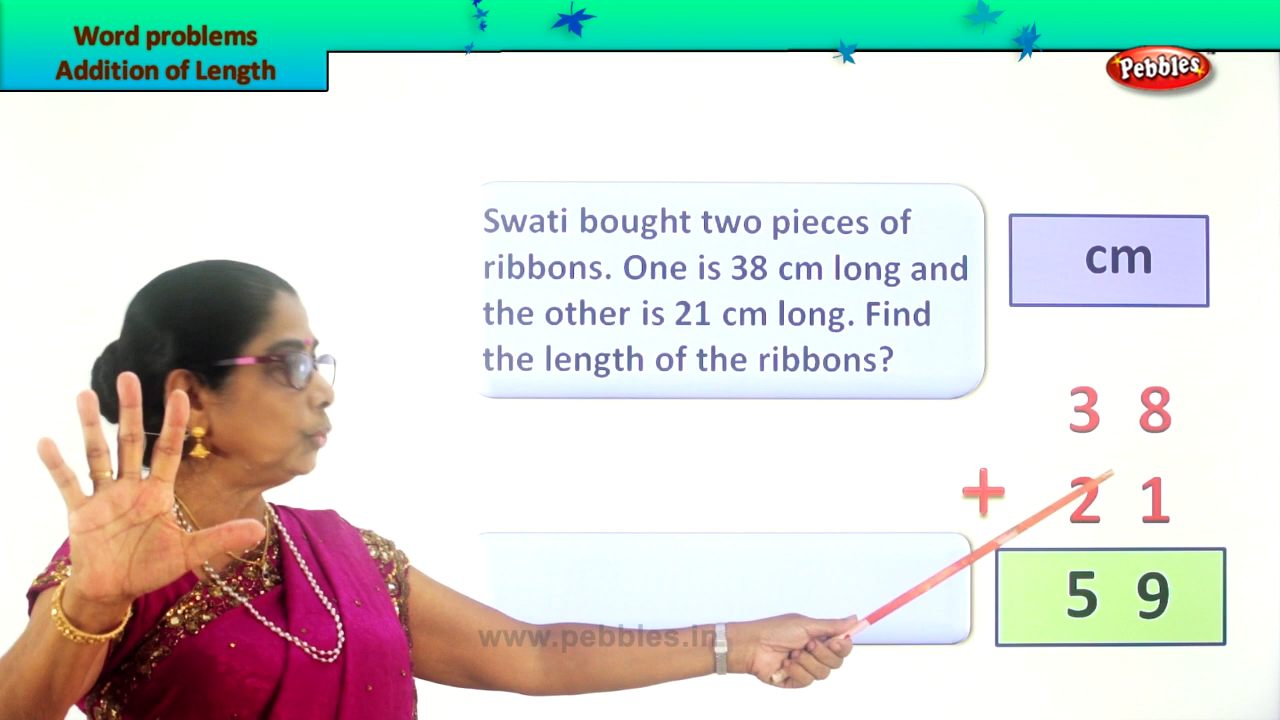 Word problems
Addition of Length
Pebbles
Swati bought two pieces of
ribbons. One is 38 cm long and
the other is 21 cm long. Find
the length of the ribbons?
cm
3 8
+ 2 1
5 9
www.pebbles.in